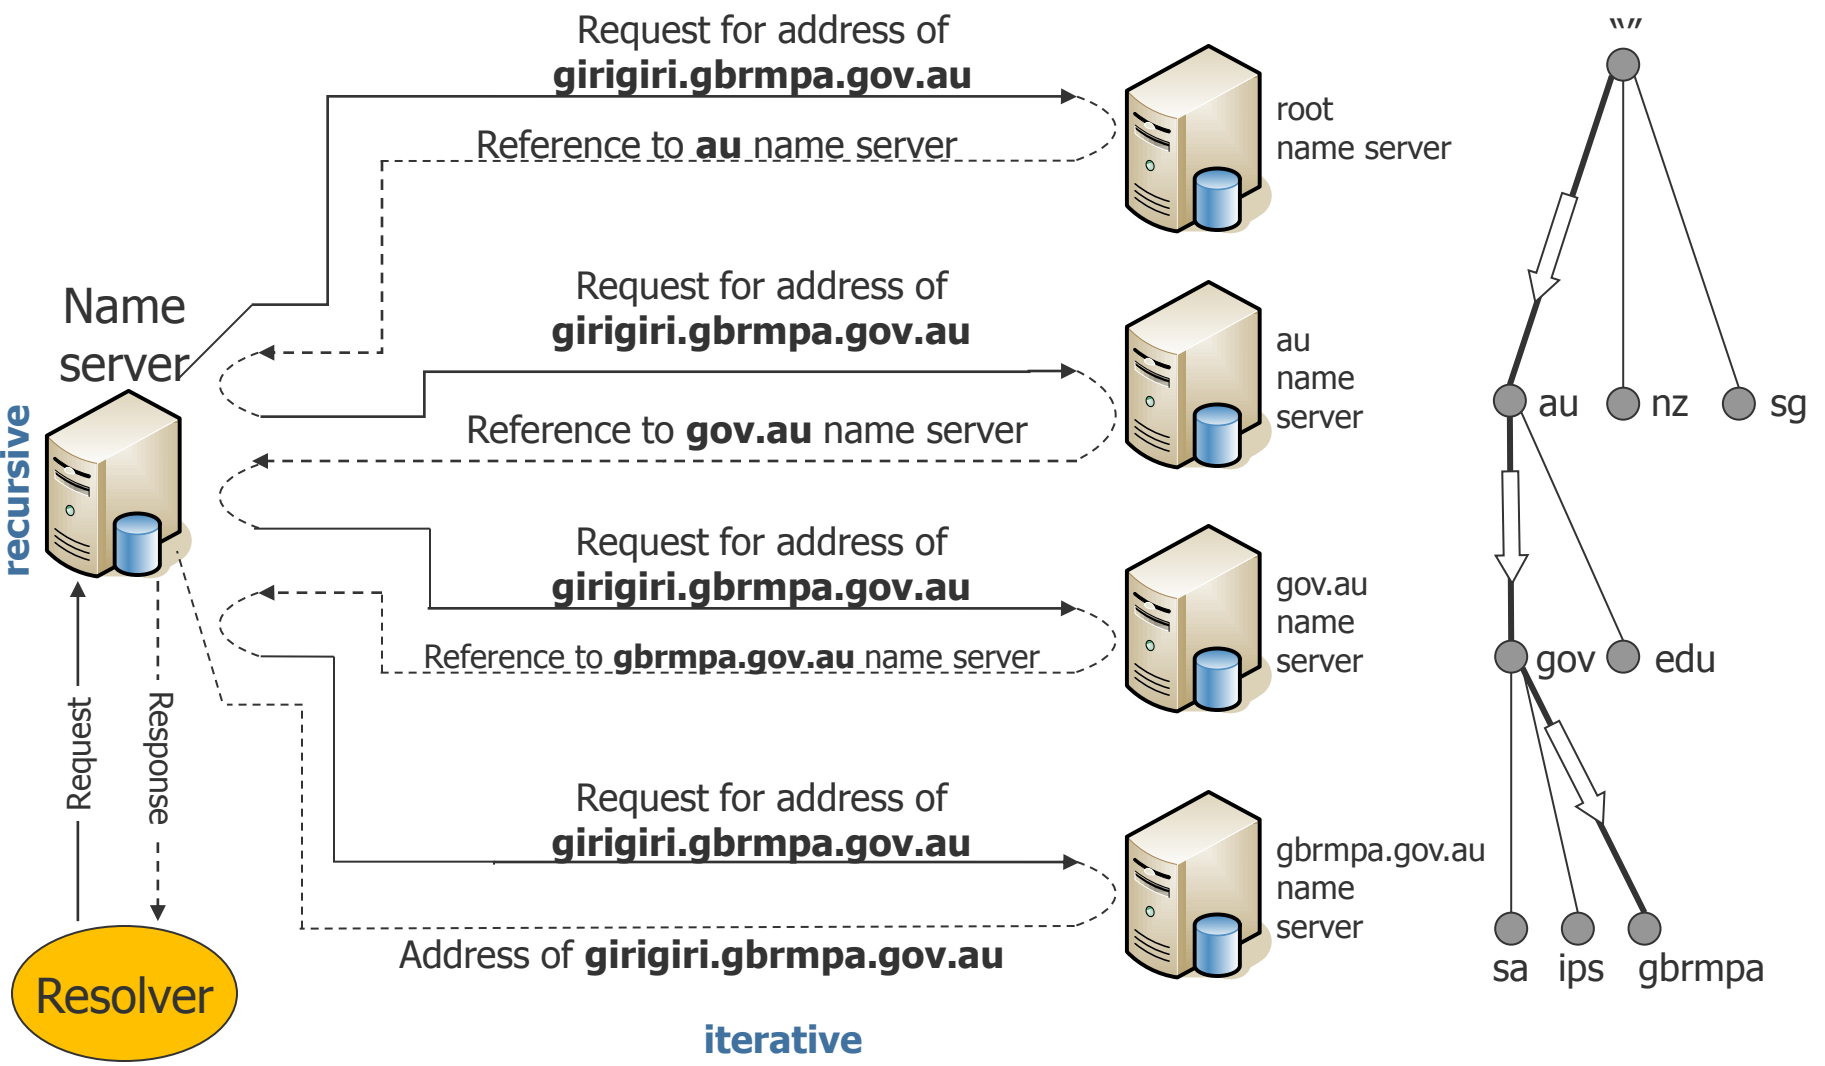 Request for address of
girigiri.gbrmpa.gov.au
Reference to au name server
root
name server
“”
Request for address of
girigiri.gbrmpa.gov.au
Name
server
au
name
server
au
nz
sg
Reference to gov.au name server
recursive
Request for address of
girigiri.gbrmpa.gov.au
gov.au
name
server
Reference to gbrmpa.gov.au name server
gov
edu
Request
Response
Request for address of
girigiri.gbrmpa.gov.au
gbrmpa.gov.au
name
server
Address of girigiri.gbrmpa.gov.au
sa
ips
gbrmpa
Resolver
iterative